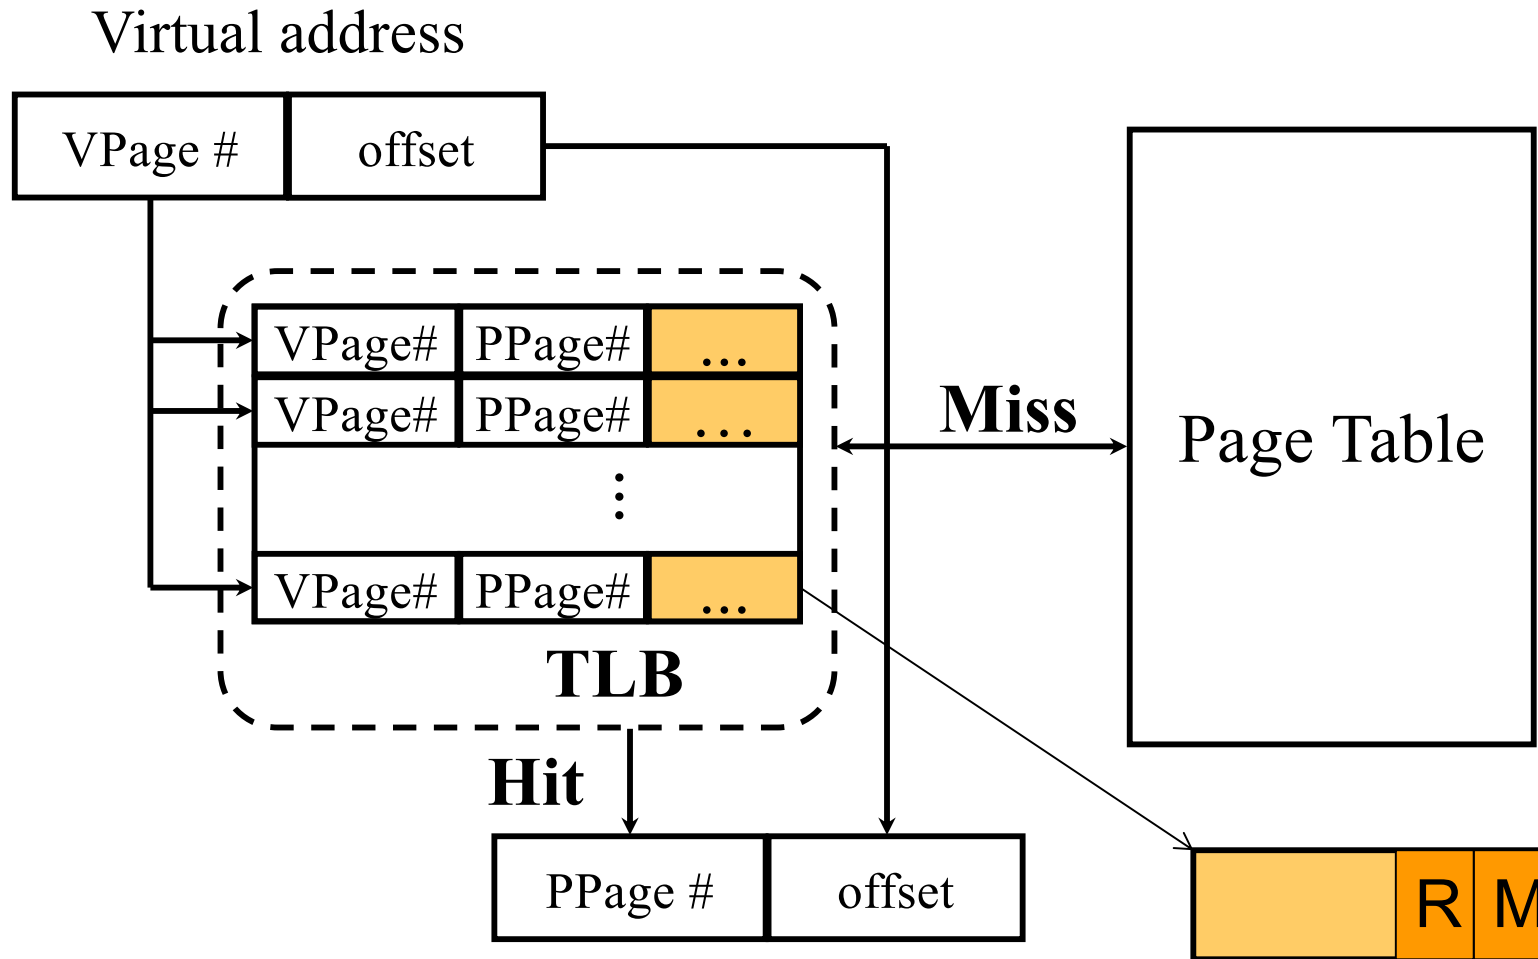 Virtual address
VPage # offset
VPage# PPage# ...
VPage# PPage# ...
Miss
Page Table
⋮
VPage# PPage# ...
TLB
Hit
PPage # offset
R M